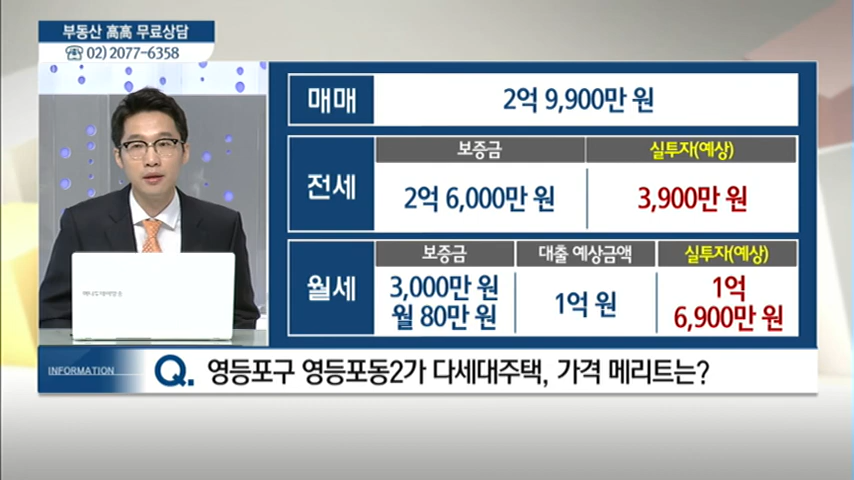 부동산 高高 무료상담
☎ 02) 2077-6358
매매
2억 9,900만 원
전세
보증금
실투자(예상)
2억 6,000만 원
3,900만 원
월세
보증금
대출 예상금액
실투자(예상)
3,000만 원
월 80만 원
1억 원
1억
6,900만 원
INFORMATION
Q. 영등포구 영등포동2가 다세대주택, 가격 메리트는?